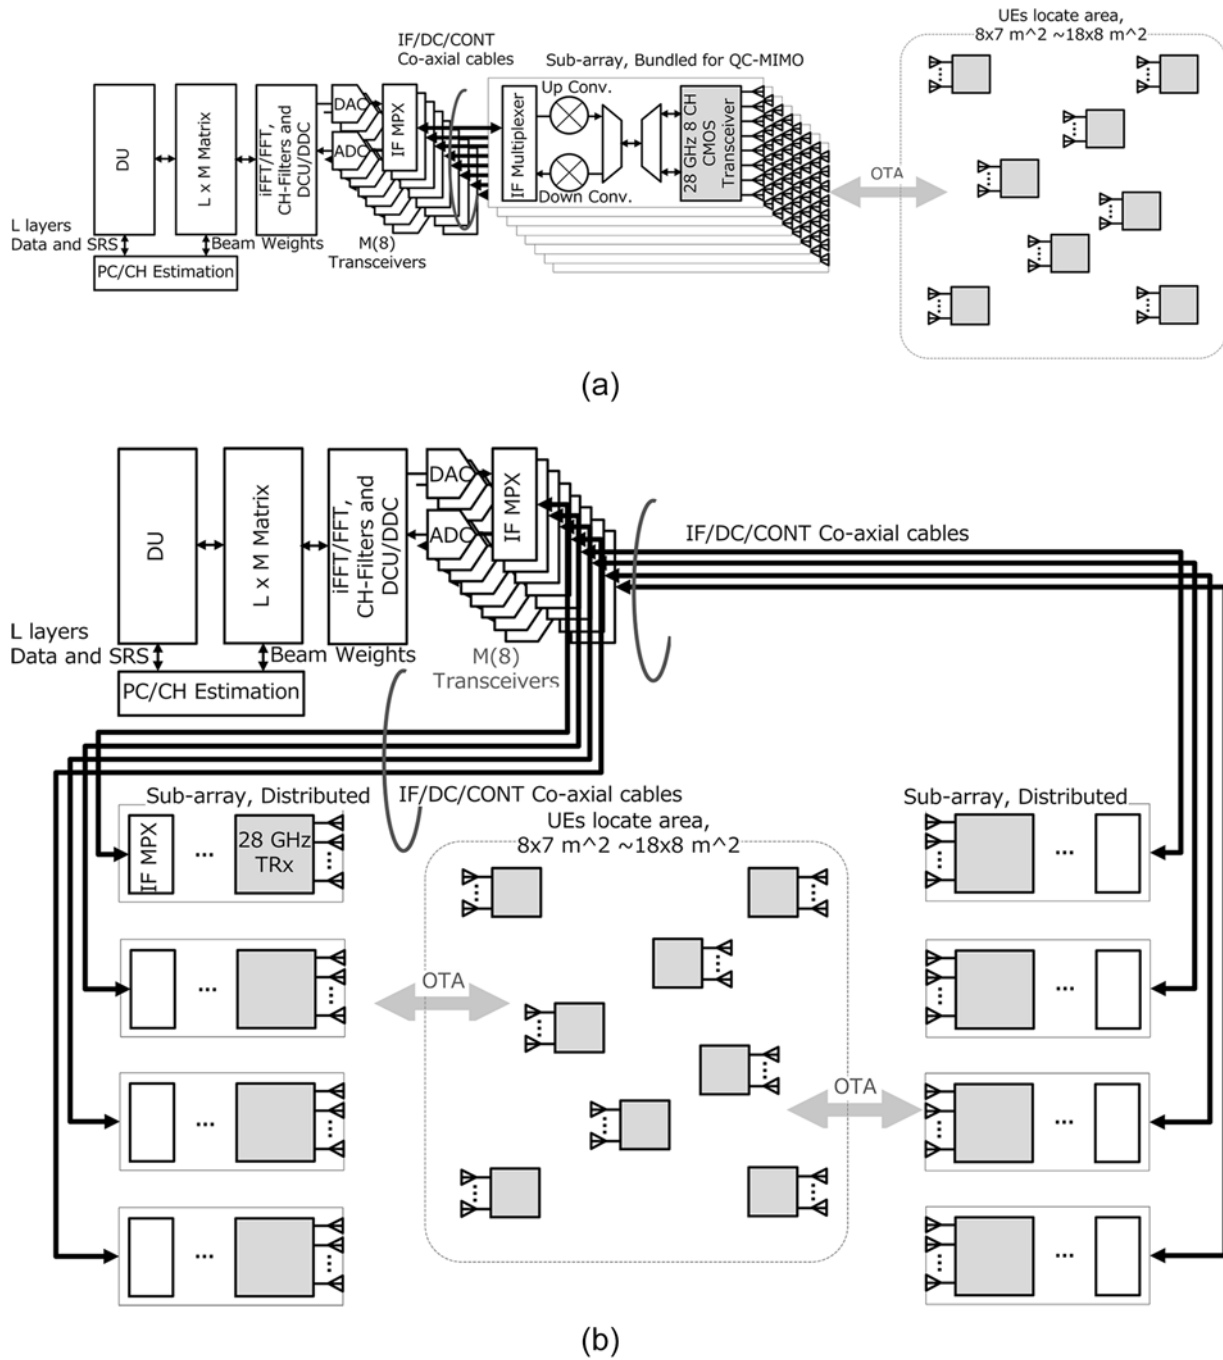 UEs locate area,
8x7 m^2 ~18x8 m^2
IF/DC/CONT
Co-axial cables
Sub-array, Bundled for QC-MIMO
DU
L x M Matrix
iFFT/FFT,
CH-Filters and
DCU/DDC
DAC
ADC
IF MPX
IF Multiplexer
Up Conv.
Down Conv.
28 GHz 8 CH
CMOS
Transceiver
OTA
L layers
Data and SRS
Beam Weights
M(8)
Transceivers
PC/CH Estimation
(a)
DU
L x M Matrix
iFFT/FFT,
CH-Filters and
DCU/DDC
DAC
ADC
IF MPX
IF/DC/CONT Co-axial cables
L layers
Data and SRS
Beam Weights
M(8)
Transceivers
PC/CH Estimation
Sub-array, Distributed
IF/DC/CONT Co-axial cables
Sub-array, Distributed
UEs locate area,
8x7 m^2 ~18x8 m^2
IF MPX
...
28 GHz
TRx
...
...
...
OTA
...
...
OTA
...
...
...
(b)